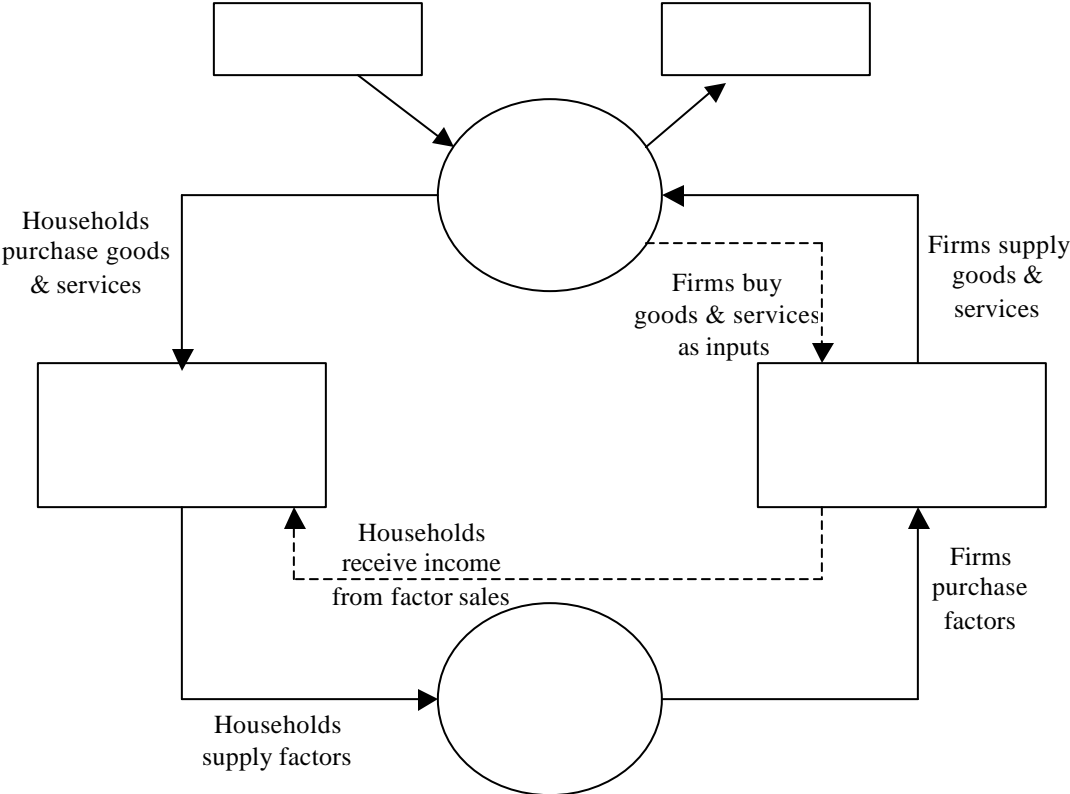 Households
purchase goods
& services
Firms supply
goods &
services
Firms buy
goods & services
as inputs
Households
receive income
from factor sales
Firms
purchase
factors
Households
supply factors